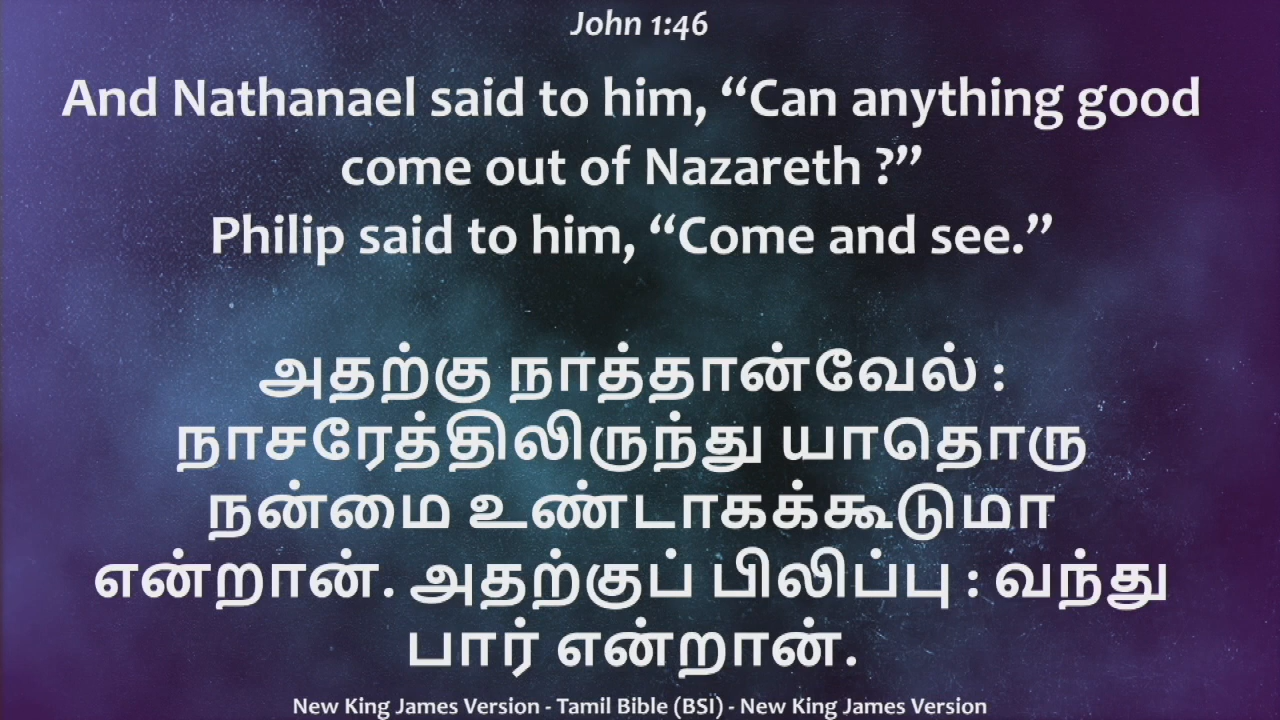 John 1:46
And Nathanael said to him, “Can anything good
come out of Nazareth ?”
Philip said to him, “Come and see.”
அதற்கு நாத்தான்வேல் :
நாசரேத்திலிருந்து யாதொரு
நன்மை உண்டாகக்கூடுமா
என்றான். அதற்குப் பிலிப்பு : வந்து
பார் என்றான்.
New King James Version - Tamil Bible (BSI) - New King James Version